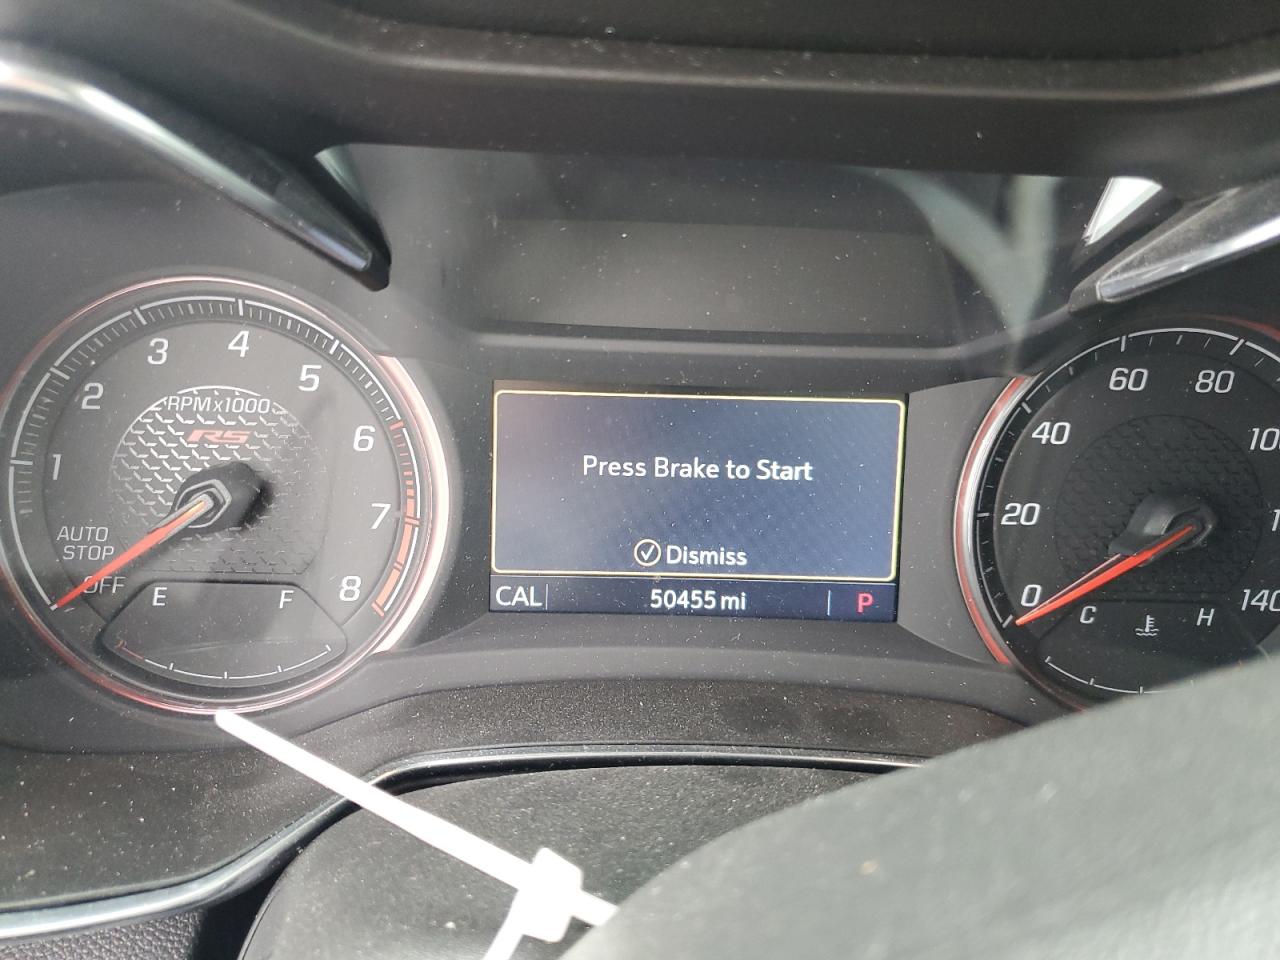 1
2
3
4
5
6
7
8
RPMx1000
RS
AUTO
STOP
OFF
E
F
Press Brake to Start
Dismiss
CAL
50455 mi
P
0
20
40
60
80
140
C
H